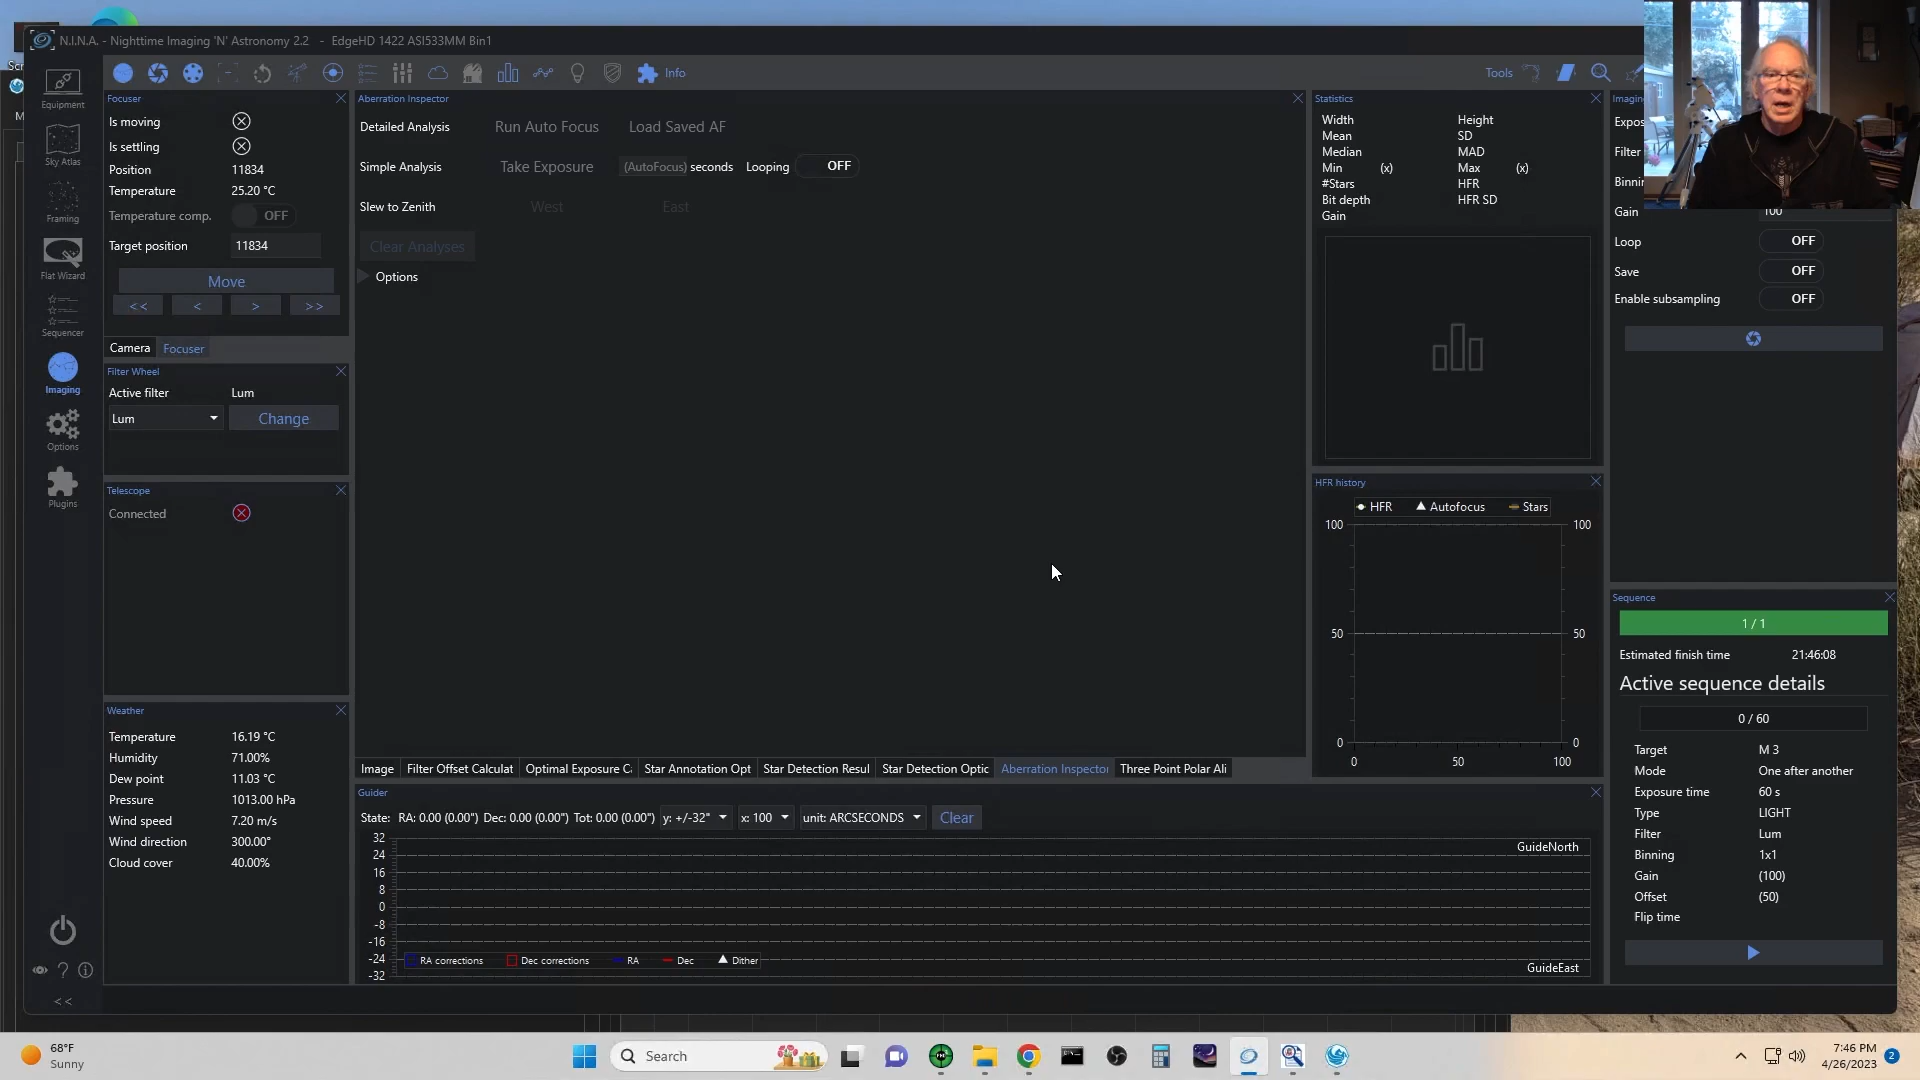 N.I.N.A. - Nighttime Imaging 'N' Astronomy 2.2 - EdgeHD 1422 ASI533MM Bin1
Equipment
Sky Atlas
Framing
Flat Wizard
Sequencer
Imaging
Options
Plugins
<<
Info
Tools
Focuser
Is moving
Is settling
Position 11834
Temperature 25.20 °C
Temperature comp. OFF
Target position 11834
Move
<< < > >>
Camera Focuser
Filter Wheel
Active filter Lum
Lum Change
Telescope
Connected
Weather
Temperature 16.19 °C
Humidity 71.00%
Dew point 11.03 °C
Pressure 1013.00 hPa
Wind speed 7.20 m/s
Wind direction 300.00°
Cloud cover 40.00%
Aberration Inspector
Detailed Analysis Run Auto Focus Load Saved AF
Simple Analysis Take Exposure (AutoFocus) seconds Looping OFF
Slew to Zenith West East
Clear Analyses
Options
Image Filter Offset Calculat Optimal Exposure C Star Annotation Opt Star Detection Resul Star Detection Optic Aberration Inspector Three Point Polar Ali
Guider
State: RA: 0.00 (0.00") Dec: 0.00 (0.00") Tot: 0.00 (0.00") y: +/-32" x: 100 unit: ARCSECONDS Clear
32
24
16
8
0
-8
-16
-24
-32
GuideNorth
GuideEast
RA corrections Dec corrections RA Dec Dither
Statistics
Width Height
Mean SD
Median MAD
Min (x) Max (x)
#Stars HFR
Bit depth HFR SD
Gain
HFR history
HFR Autofocus Stars
100 100
50 50
0 0
0 50 100
Imaging
Expos
Filter
Binnin
Gain 100
Loop OFF
Save OFF
Enable subsampling OFF
Sequence
1 / 1
Estimated finish time 21:46:08
Active sequence details
0 / 60
Target M 3
Mode One after another
Exposure time 60 s
Type LIGHT
Filter Lum
Binning 1x1
Gain (100)
Offset (50)
Flip time
68°F
Sunny
Search
7:46 PM
4/26/2023
2